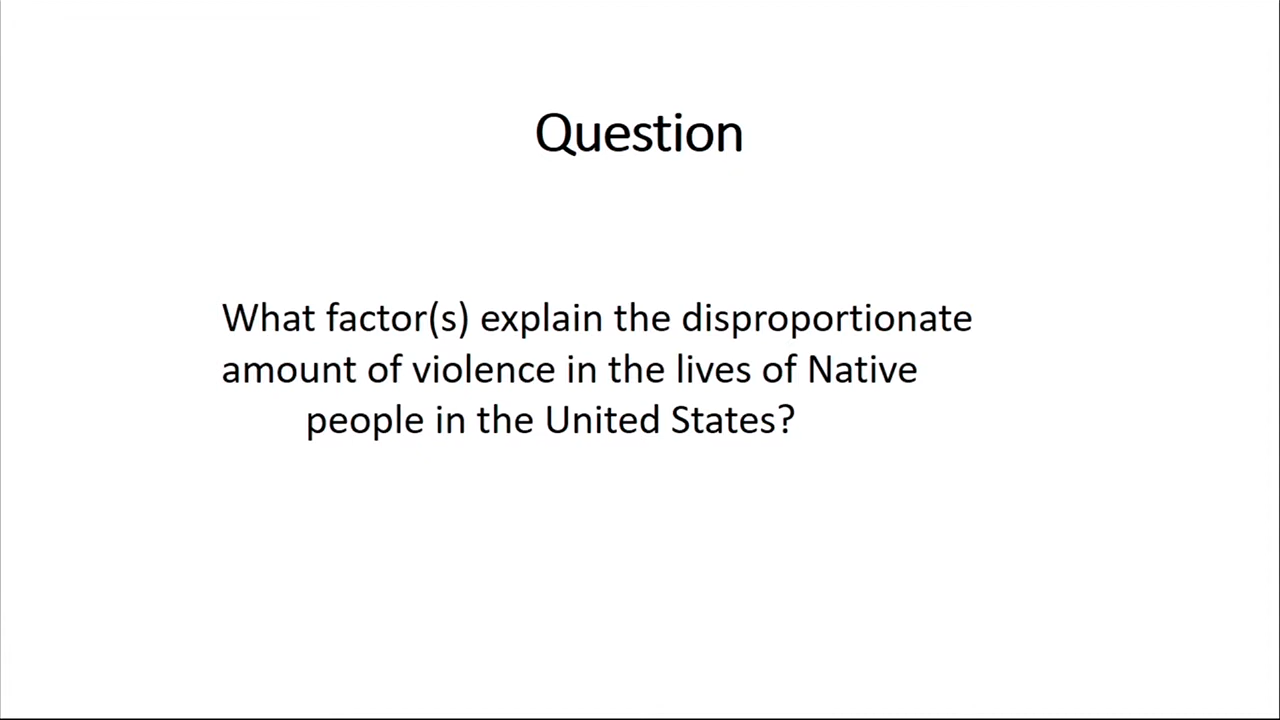 Question
What factor(s) explain the disproportionate
amount of violence in the lives of Native
people in the United States?